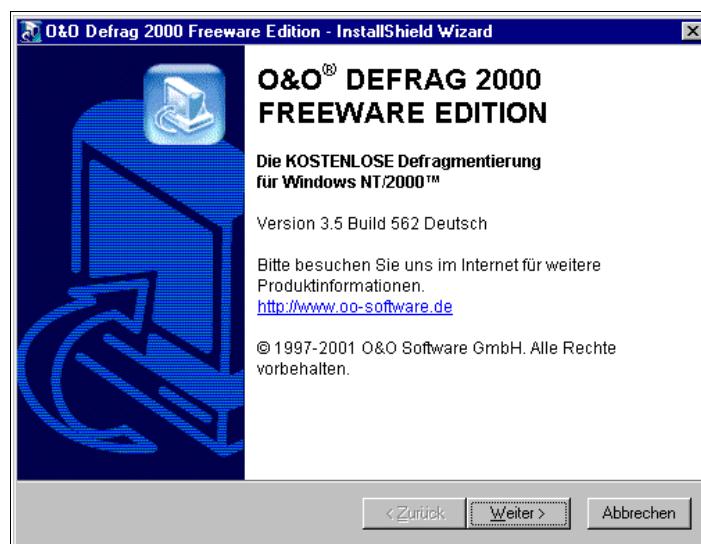 O&O Defrag 2000 Freeware Edition - InstallShield Wizard
O&O® DEFRAG 2000
FREEWARE EDITION
Die KOSTENLOSE Defragmentierung
für Windows NT/2000™
Version 3.5 Build 562 Deutsch
Bitte besuchen Sie uns im Internet für weitere
Produktinformationen.
http://www.oo-software.de
© 1997-2001 O&O Software GmbH. Alle Rechte
vorbehalten.
< Zurück
Weiter >
Abbrechen